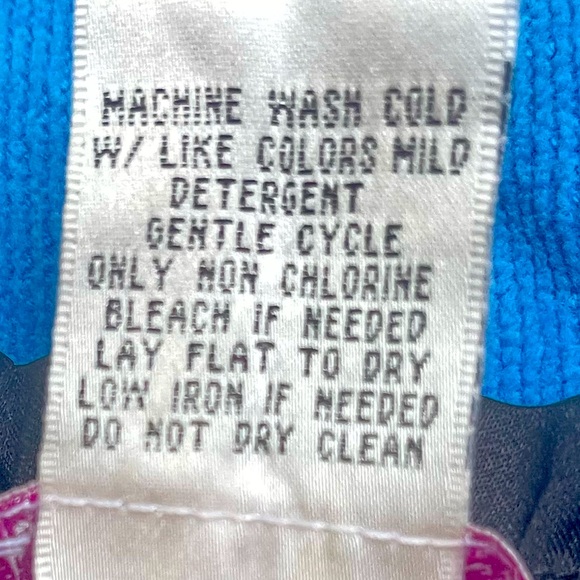 MACHINE WASH COLD
W/ LIKE COLORS MILD
DETERGENT
GENTLE CYCLE
ONLY NON CHLORINE
BLEACH IF NEEDED
LAY FLAT TO DRY
LOW IRON IF NEEDED
DO NOT DRY CLEAN